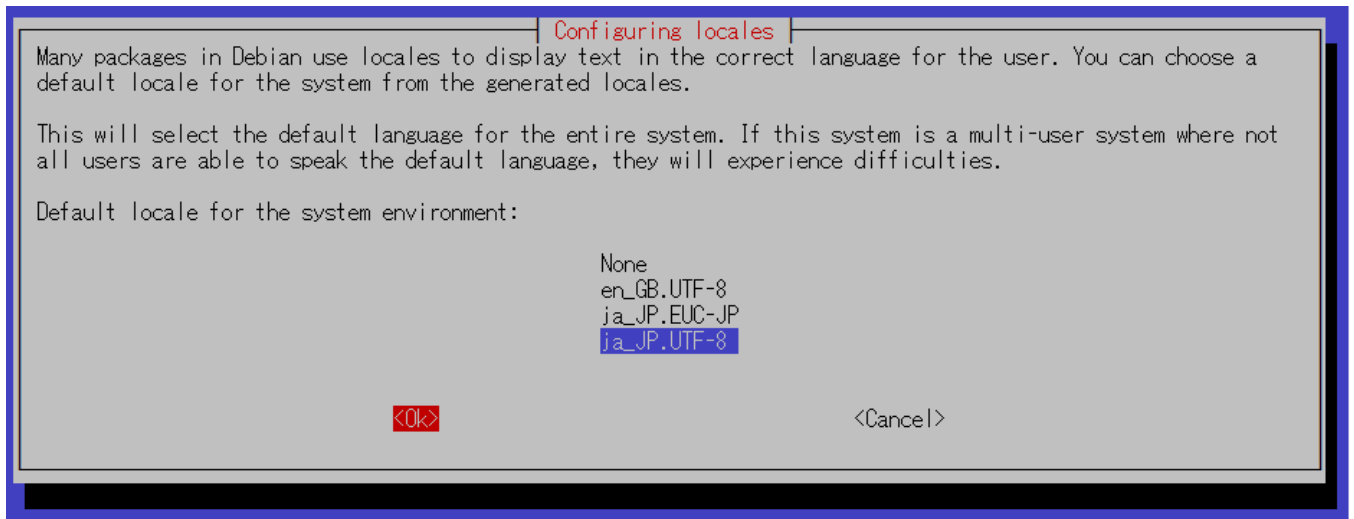 Configuring locales
Many packages in Debian use locales to display text in the correct language for the user. You can choose a
default locale for the system from the generated locales.
This will select the default language for the entire system. If this system is a multi-user system where not
all users are able to speak the default language, they will experience difficulties.
Default locale for the system environment:
None
en_GB.UTF-8
ja_JP.EUC-JP
ja_JP.UTF-8
<Ok> <Cancel>